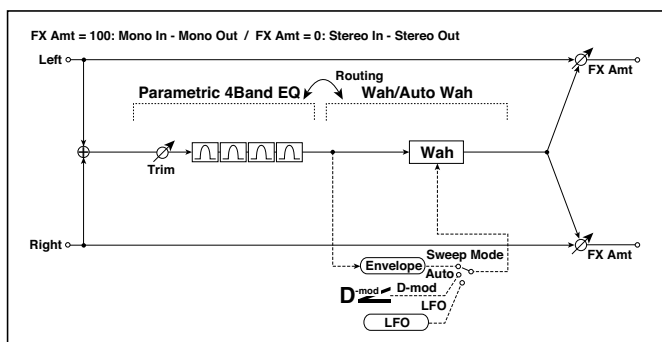 FX Amt = 100: Mono In - Mono Out / FX Amt = 0: Stereo In - Stereo Out
Left
FX Amt
Routing
Parametric 4Band EQ
Wah/Auto Wah
Trim
Wah
Right
FX Amt
Envelope
Sweep Mode
Auto
D-mod
D-mod
LFO
LFO